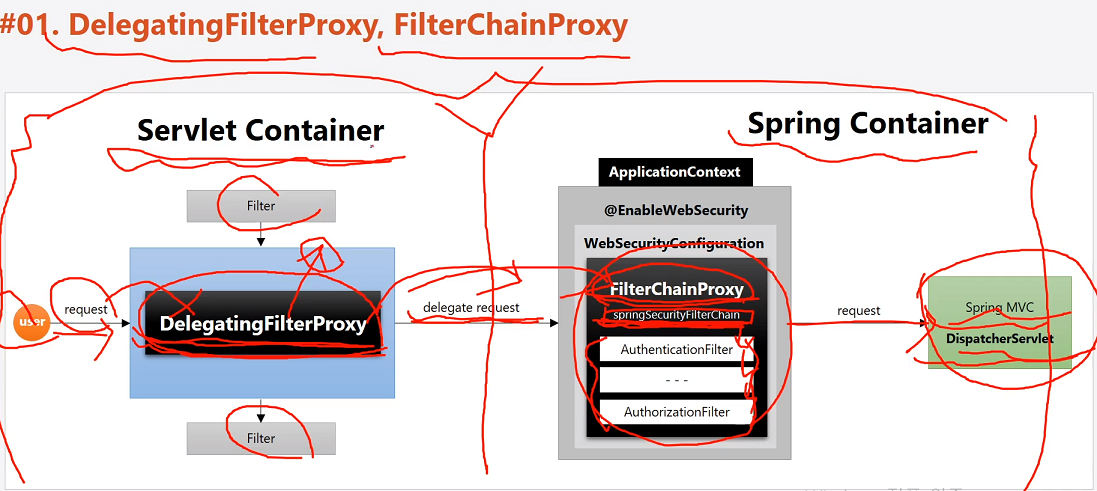 #01. DelegatingFilterProxy, FilterChainProxy
Servlet Container
Spring Container
ApplicationContext
@EnableWebSecurity
WebSecurityConfiguration
Filter
FilterChainProxy
springSecurityFilterChain
user
request
DelegatingFilterProxy
delegate request
request
Spring MVC
DispatcherServlet
AuthenticationFilter
- - -
AuthorizationFilter
Filter